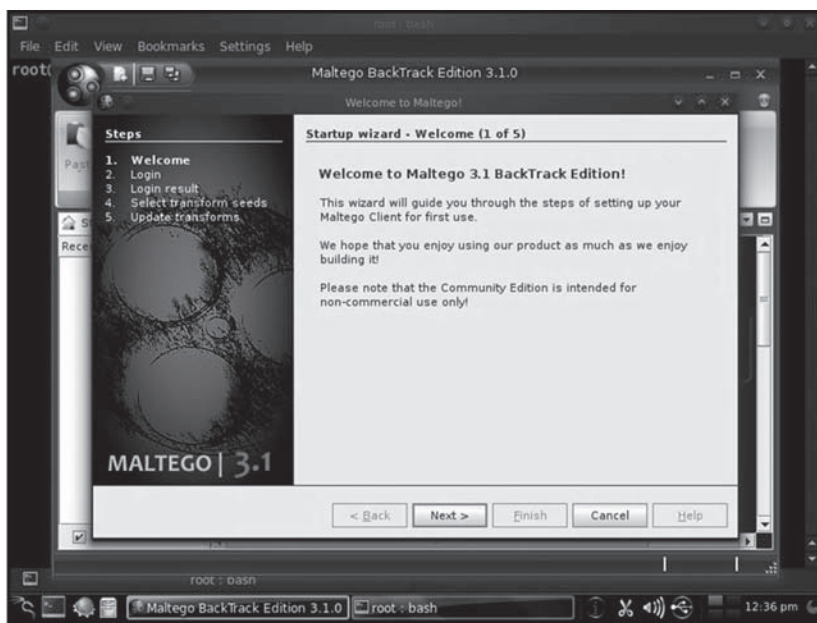 root : bash
File Edit View Bookmarks Settings Help
root
Maltego BackTrack Edition 3.1.0
Welcome to Maltego!
Past
Steps
1. Welcome
2. Login
3. Login result
4. Select transform seeds
5. Update transforms
Startup wizard - Welcome (1 of 5)
Welcome to Maltego 3.1 BackTrack Edition!
This wizard will guide you through the steps of setting up your
Maltego Client for first use.
We hope that you enjoy using our product as much as we enjoy
building it!
Please note that the Community Edition is intended for
non-commercial use only!
S
Rece
MALTEGO | 3.1
< Back Next > Finish Cancel Help
root : bash
Maltego BackTrack Edition 3.1.0 root : bash 12:36 pm